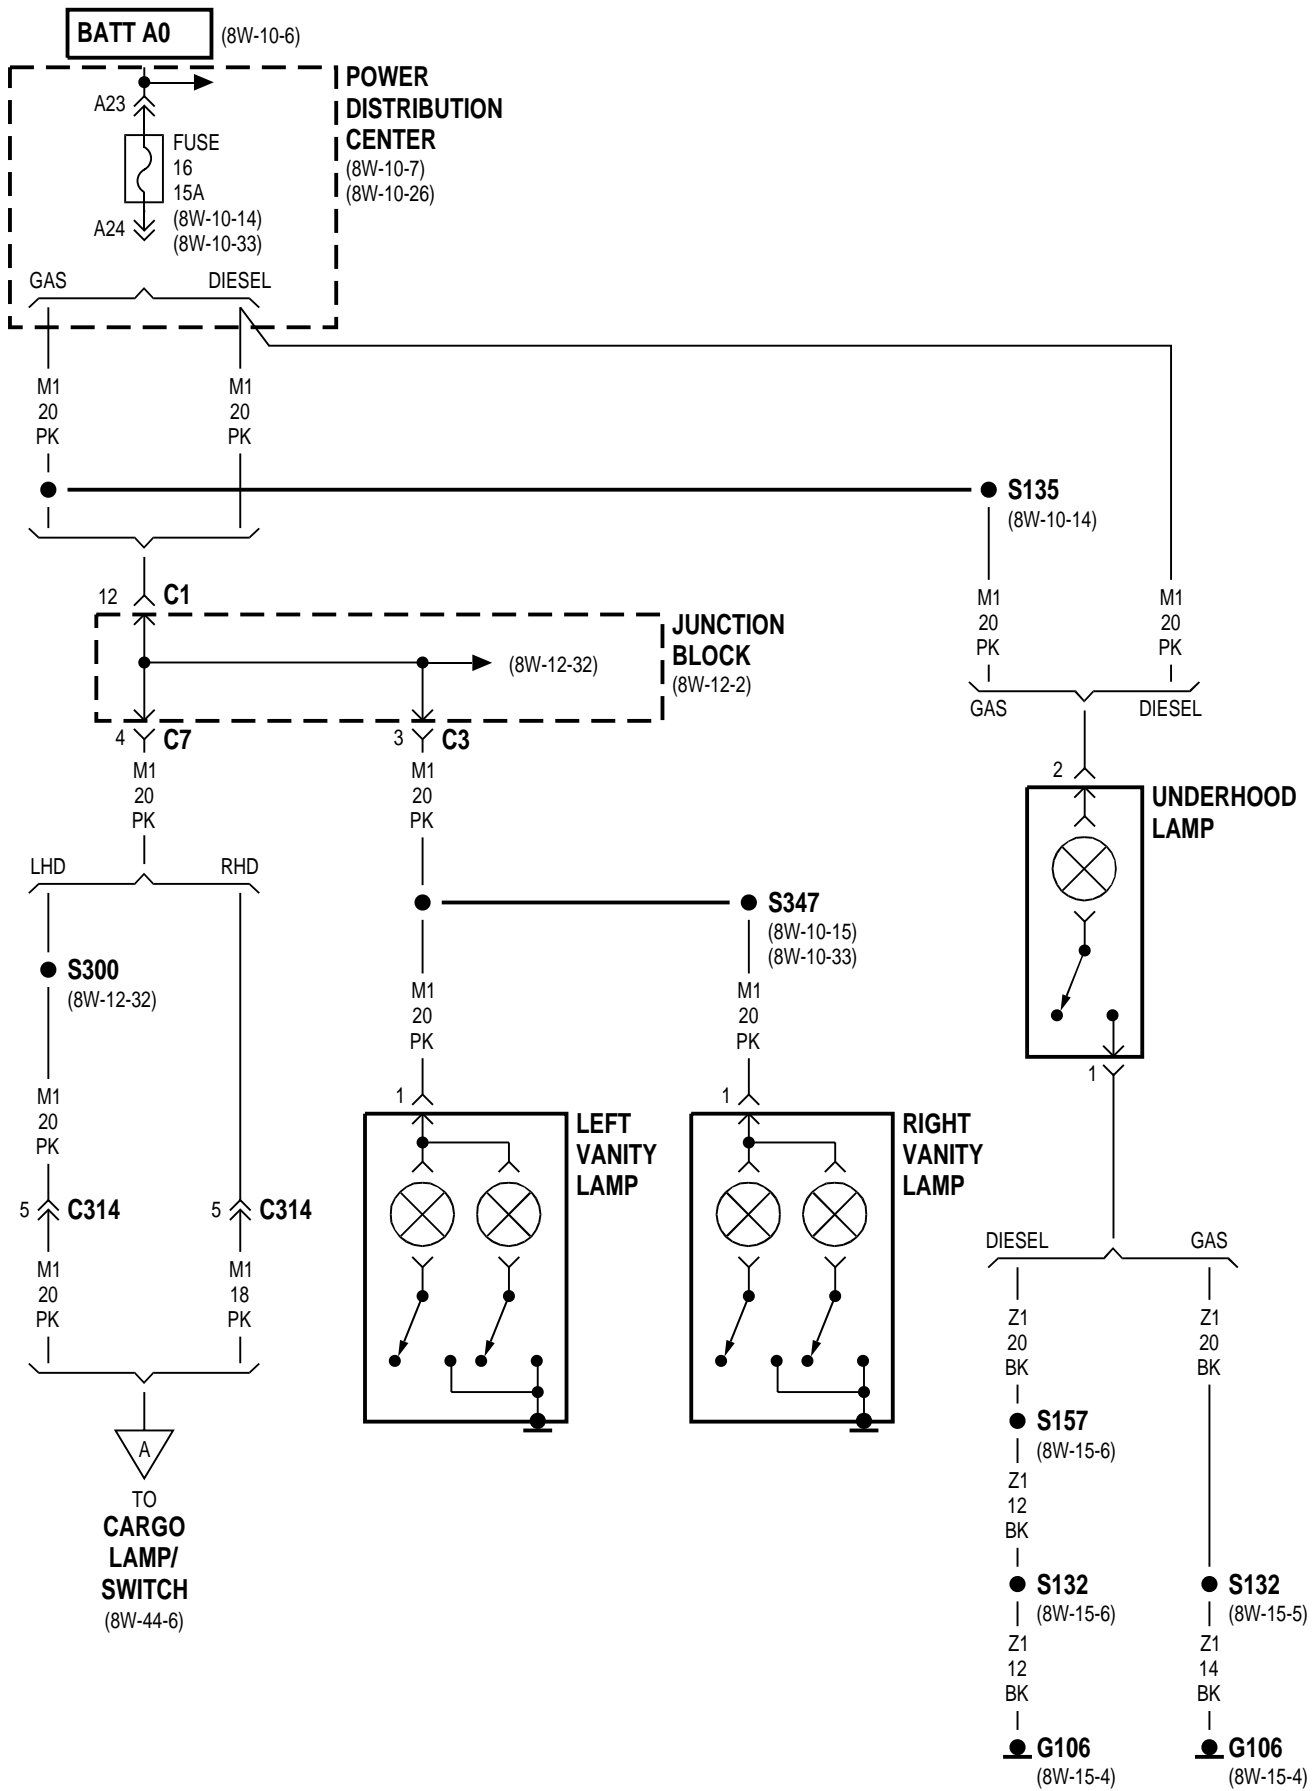 BATT A0 (8W-10-6)
POWER
DISTRIBUTION
CENTER
(8W-10-7)
(8W-10-26)
A23
FUSE
16
15A
(8W-10-14)
(8W-10-33)
A24
GAS DIESEL
M1
20
PK
M1
20
PK
S135
(8W-10-14)
12 C1
JUNCTION
BLOCK
(8W-12-2)
(8W-12-32)
4 C7
3 C3
M1
20
PK
M1
20
PK
M1
20
PK
M1
20
PK
GAS DIESEL
2
UNDERHOOD
LAMP
1
LHD RHD
S300
(8W-12-32)
S347
(8W-10-15)
(8W-10-33)
M1
20
PK
M1
20
PK
M1
20
PK
5 C314
5 C314
M1
20
PK
M1
18
PK
1
LEFT
VANITY
LAMP
1
RIGHT
VANITY
LAMP
A
TO
CARGO
LAMP/
SWITCH
(8W-44-6)
DIESEL GAS
Z1
20
BK
Z1
20
BK
S157
(8W-15-6)
Z1
12
BK
S132
(8W-15-6)
S132
(8W-15-5)
Z1
12
BK
Z1
14
BK
G106
(8W-15-4)
G106
(8W-15-4)